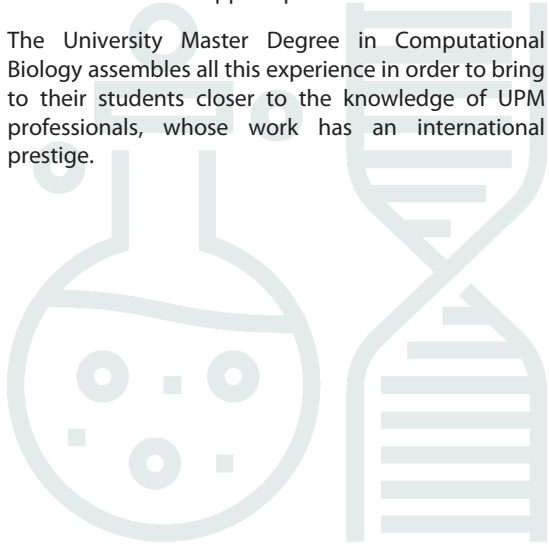 The University Master Degree in Computational
Biology assembles all this experience in order to bring
to their students closer to the knowledge of UPM
professionals, whose work has an international
prestige.